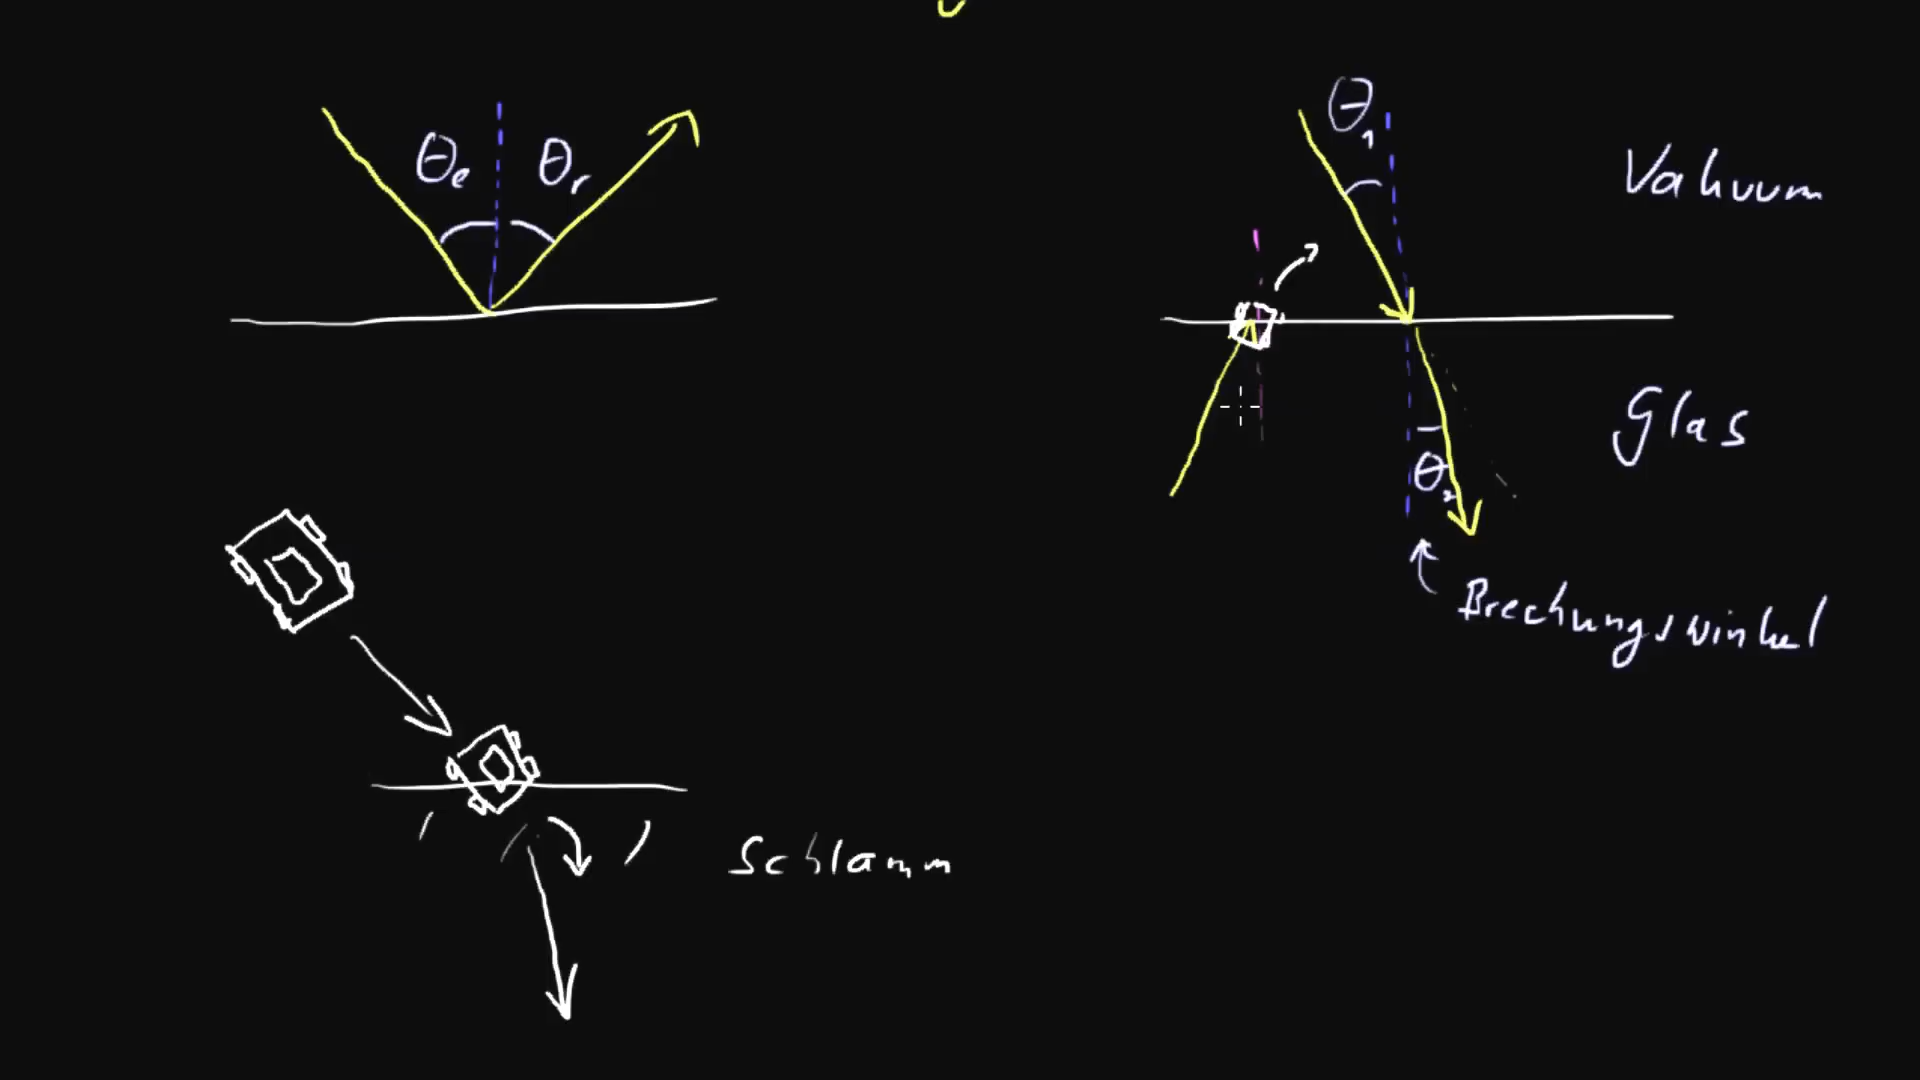 θe θr
θ1
Vakuum
Glas
θ2
Brechungswinkel
Schlamm